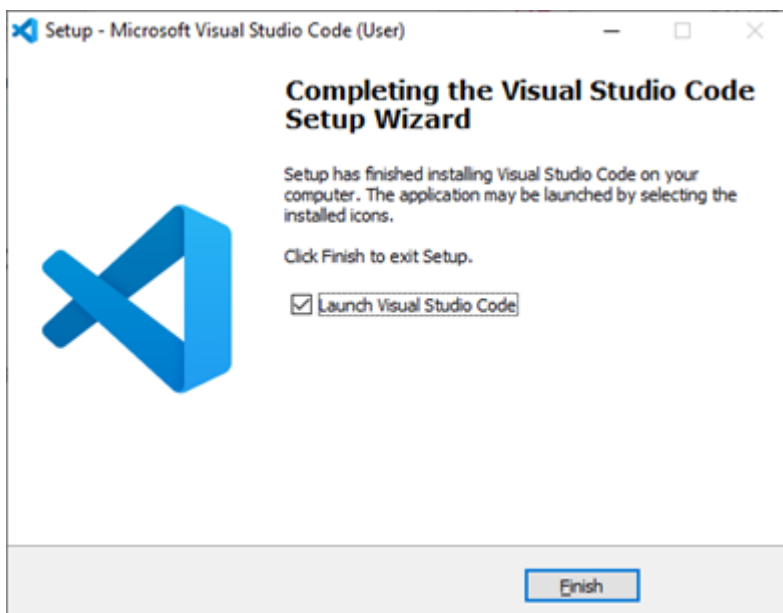 Setup - Microsoft Visual Studio Code (User)
Completing the Visual Studio Code
Setup Wizard
Setup has finished installing Visual Studio Code on your
computer. The application may be launched by selecting the
installed icons.
Click Finish to exit Setup.
Launch Visual Studio Code
Finish